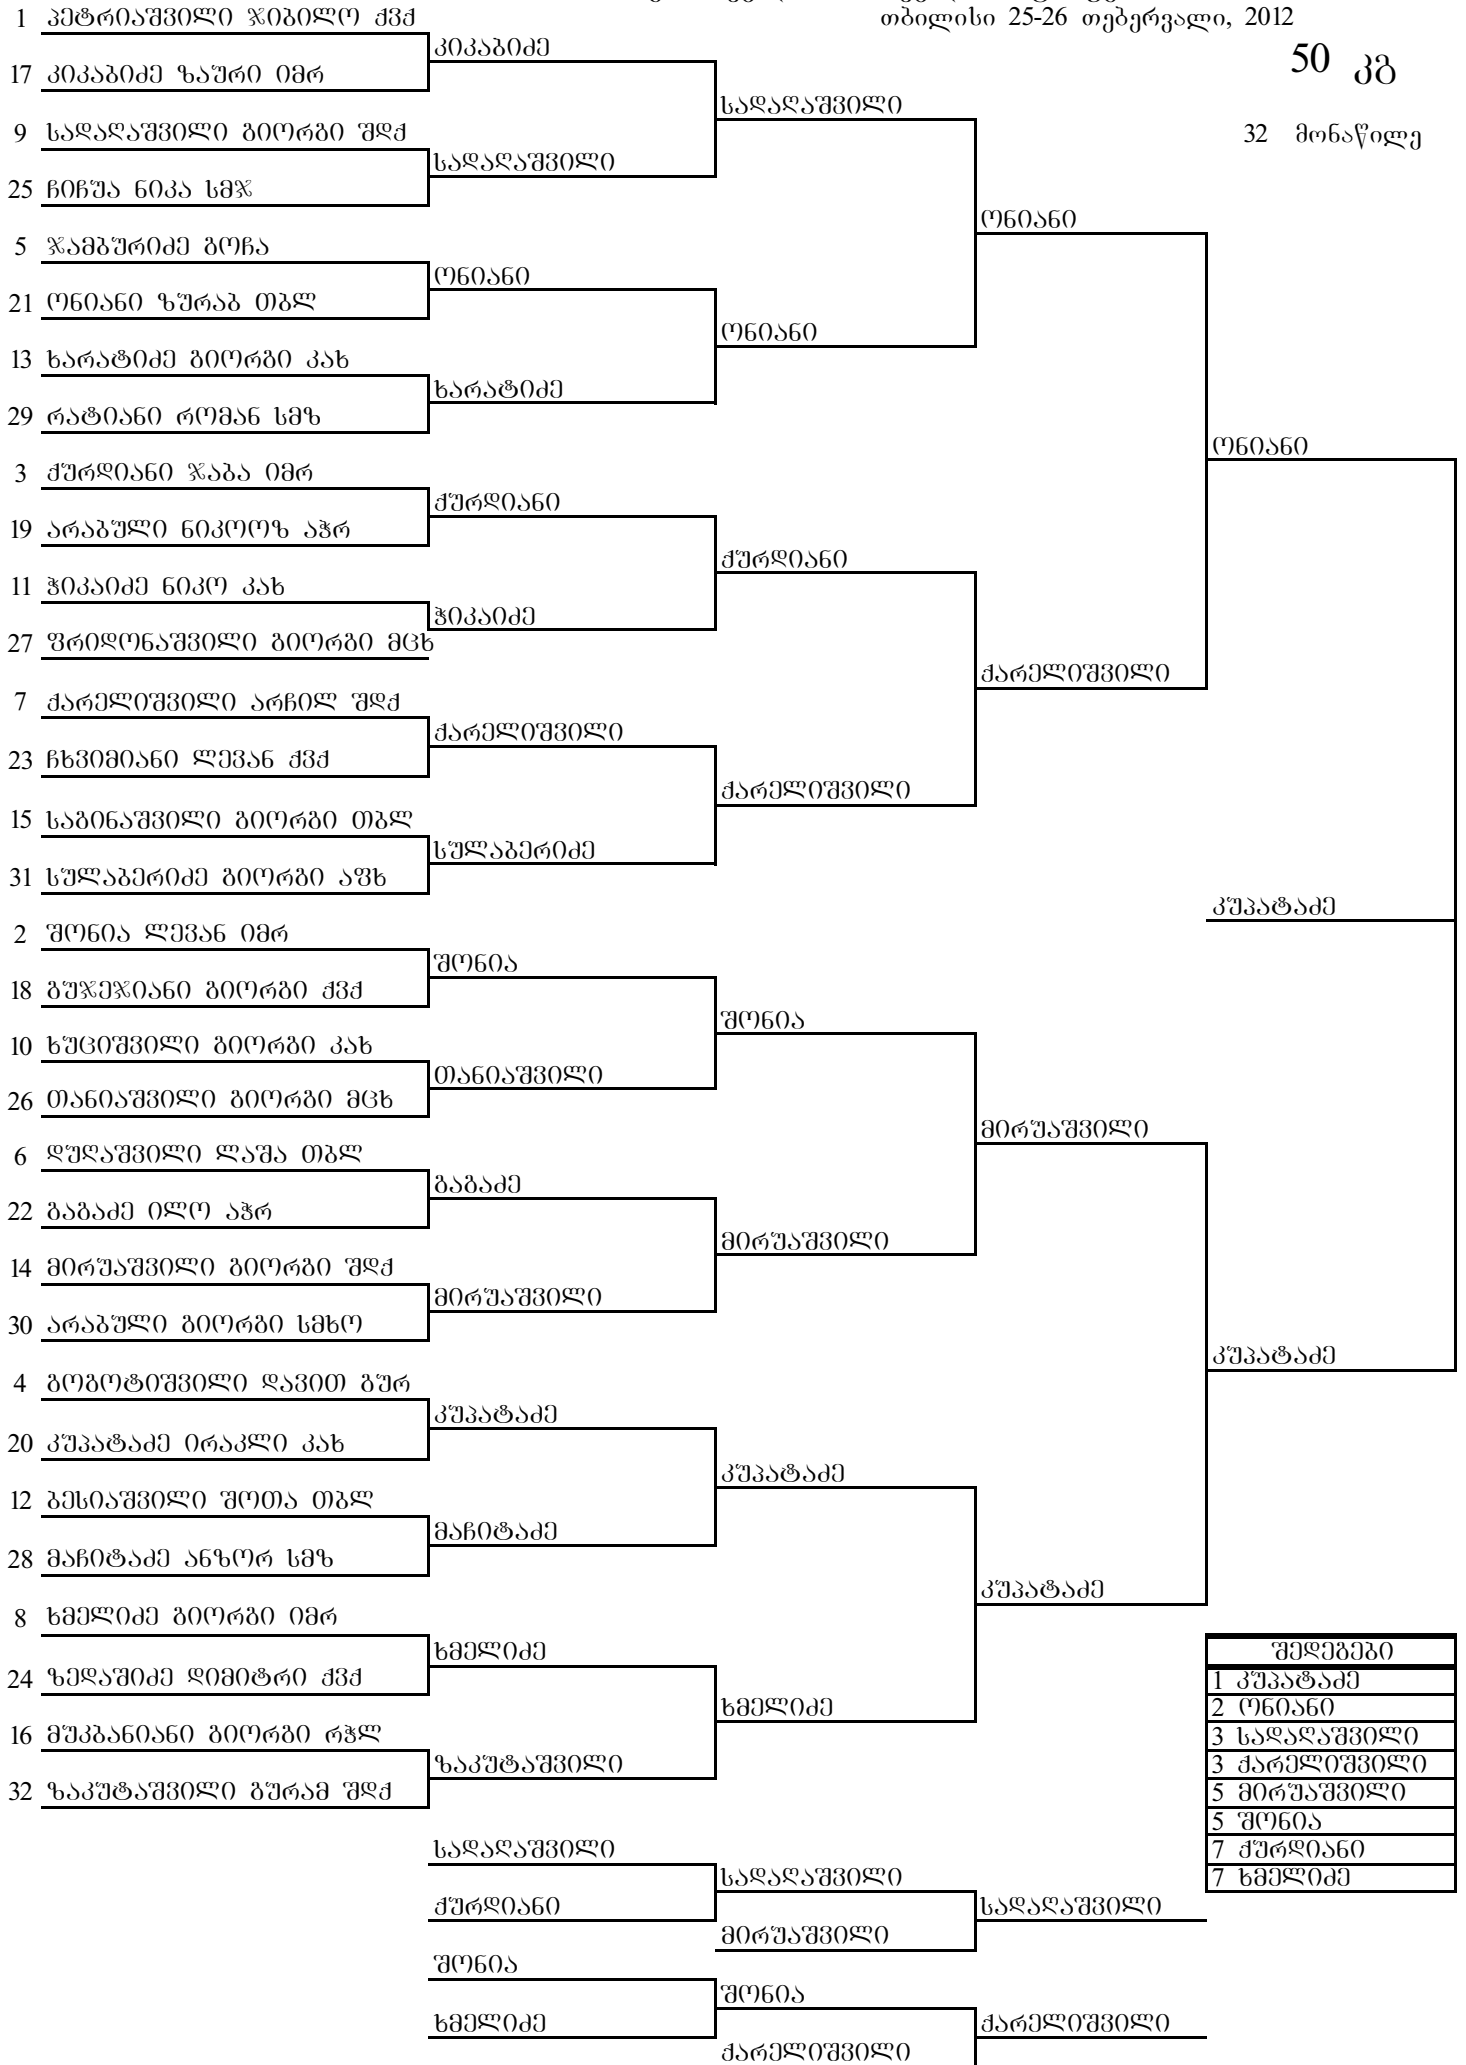 თბილისი 25-26 თებერვალი, 2012
50 კგ
32 მონაწილე
1 პეტრიაშვილი ჯიბილო ქვქ
17 კიკაბიძე ზაური იმრ
9 სადაღაშვილი გიორგი შდქ
25 ჩიჩუა ნიკა სმჯ
5 ჯამბურიძე გოჩა
21 ონიანი ზურაბ თბლ
13 ხარატიძე გიორგი კახ
29 რატიანი რომან სმზ
3 ქურდიანი ჯაბა იმრ
19 არაბული ნიკოოზ აჭრ
11 ჭიკაიძე ნიკო კახ
27 ფრიდონაშვილი გიორგი მცხ
7 ქარელიშვილი არჩილ შდქ
23 ჩხვიმიანი ლევან ქვქ
15 საგინაშვილი გიორგი თბლ
31 სულაბერიძე გიორგი აფხ
2 შონია ლევან იმრ
18 გუჯეჯიანი გიორგი ქვქ
10 ხუციშვილი გიორგი კახ
26 თანიაშვილი გიორგი მცხ
6 დუღაშვილი ლაშა თბლ
22 გაგაძე ილო აჭრ
14 მირუაშვილი გიორგი შდქ
30 არაბული გიორგი სმხო
4 გოგოტიშვილი დავით გურ
20 კუპატაძე ირაკლი კახ
12 ბესიაშვილი შოთა თბლ
28 მაჩიტაძე ანზორ სმზ
8 ხმელიძე გიორგი იმრ
24 ზედაშიძე დიმიტრი ქვქ
16 მუკბანიანი გიორგი რჭლ
32 ზაკუტაშვილი გურამ შდქ
კიკაბიძე
სადაღაშვილი
ონიანი
ხარატიძე
ქურდიანი
ჭიკაიძე
ქარელიშვილი
სულაბერიძე
შონია
თანიაშვილი
გაგაძე
მირუაშვილი
კუპატაძე
მაჩიტაძე
ხმელიძე
ზაკუტაშვილი
სადაღაშვილი
ონიანი
ქურდიანი
ქარელიშვილი
შონია
მირუაშვილი
კუპატაძე
ხმელიძე
ონიანი
ქარელიშვილი
მირუაშვილი
კუპატაძე
ონიანი
კუპატაძე
კუპატაძე
შედეგები
1 კუპატაძე
2 ონიანი
3 სადაღაშვილი
3 ქარელიშვილი
5 მირუაშვილი
5 შონია
7 ქურდიანი
7 ხმელიძე
სადაღაშვილი
ქურდიანი
სადაღაშვილი
მირუაშვილი
სადაღაშვილი
შონია
ხმელიძე
შონია
ქარელიშვილი
ქარელიშვილი